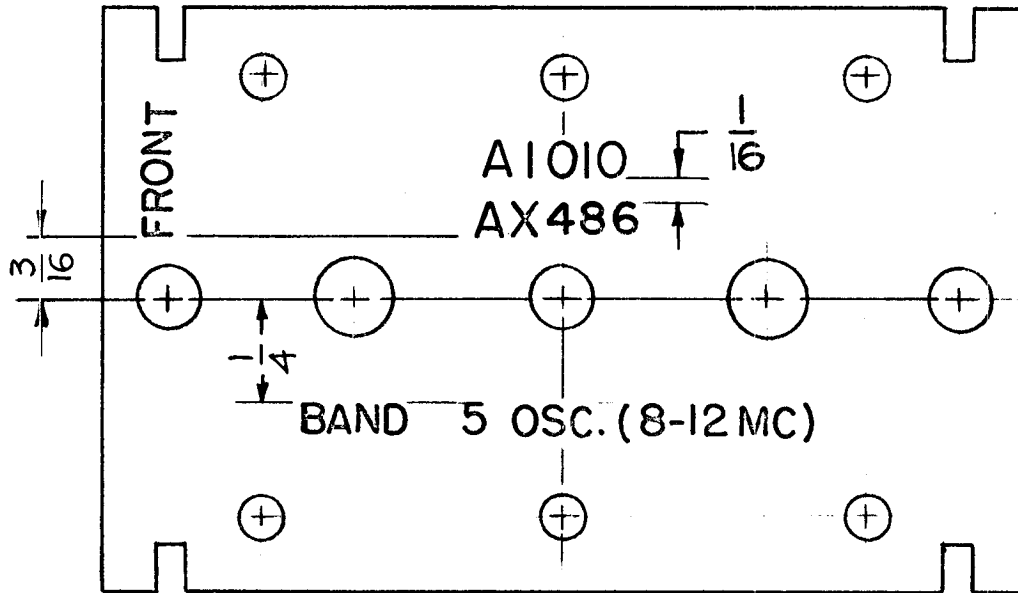 FRONT
A1010
1/16
AX486
3/16
1/4
BAND 5 OSC. (8-12 MC)